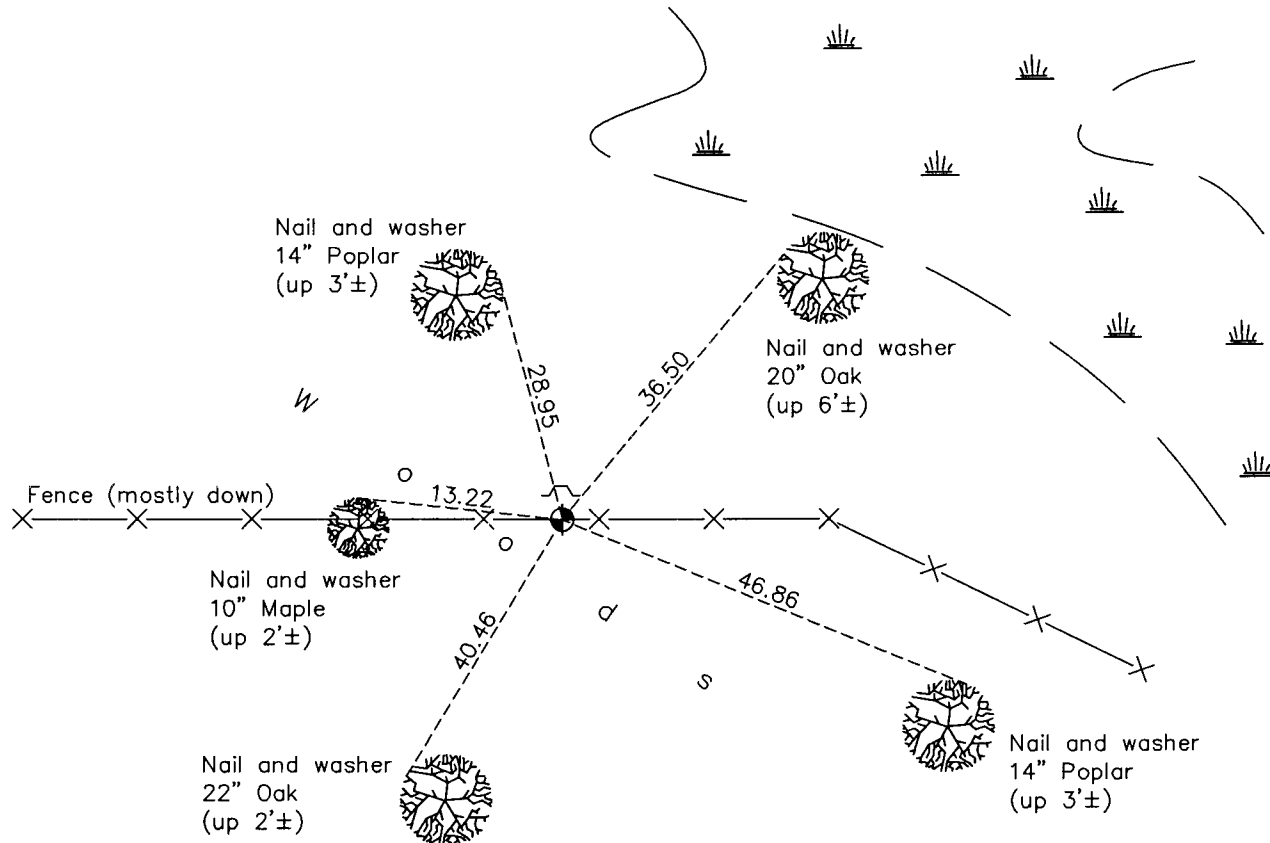 Nail and washer
14" Poplar
(up 3'±)
Nail and washer
20" Oak
(up 6'±)
28.95
36.50
W
o
o
d
s
Fence (mostly down)
13.22
Nail and washer
10" Maple
(up 2'±)
40.46
46.86
Nail and washer
22" Oak
(up 2'±)
Nail and washer
14" Poplar
(up 3'±)